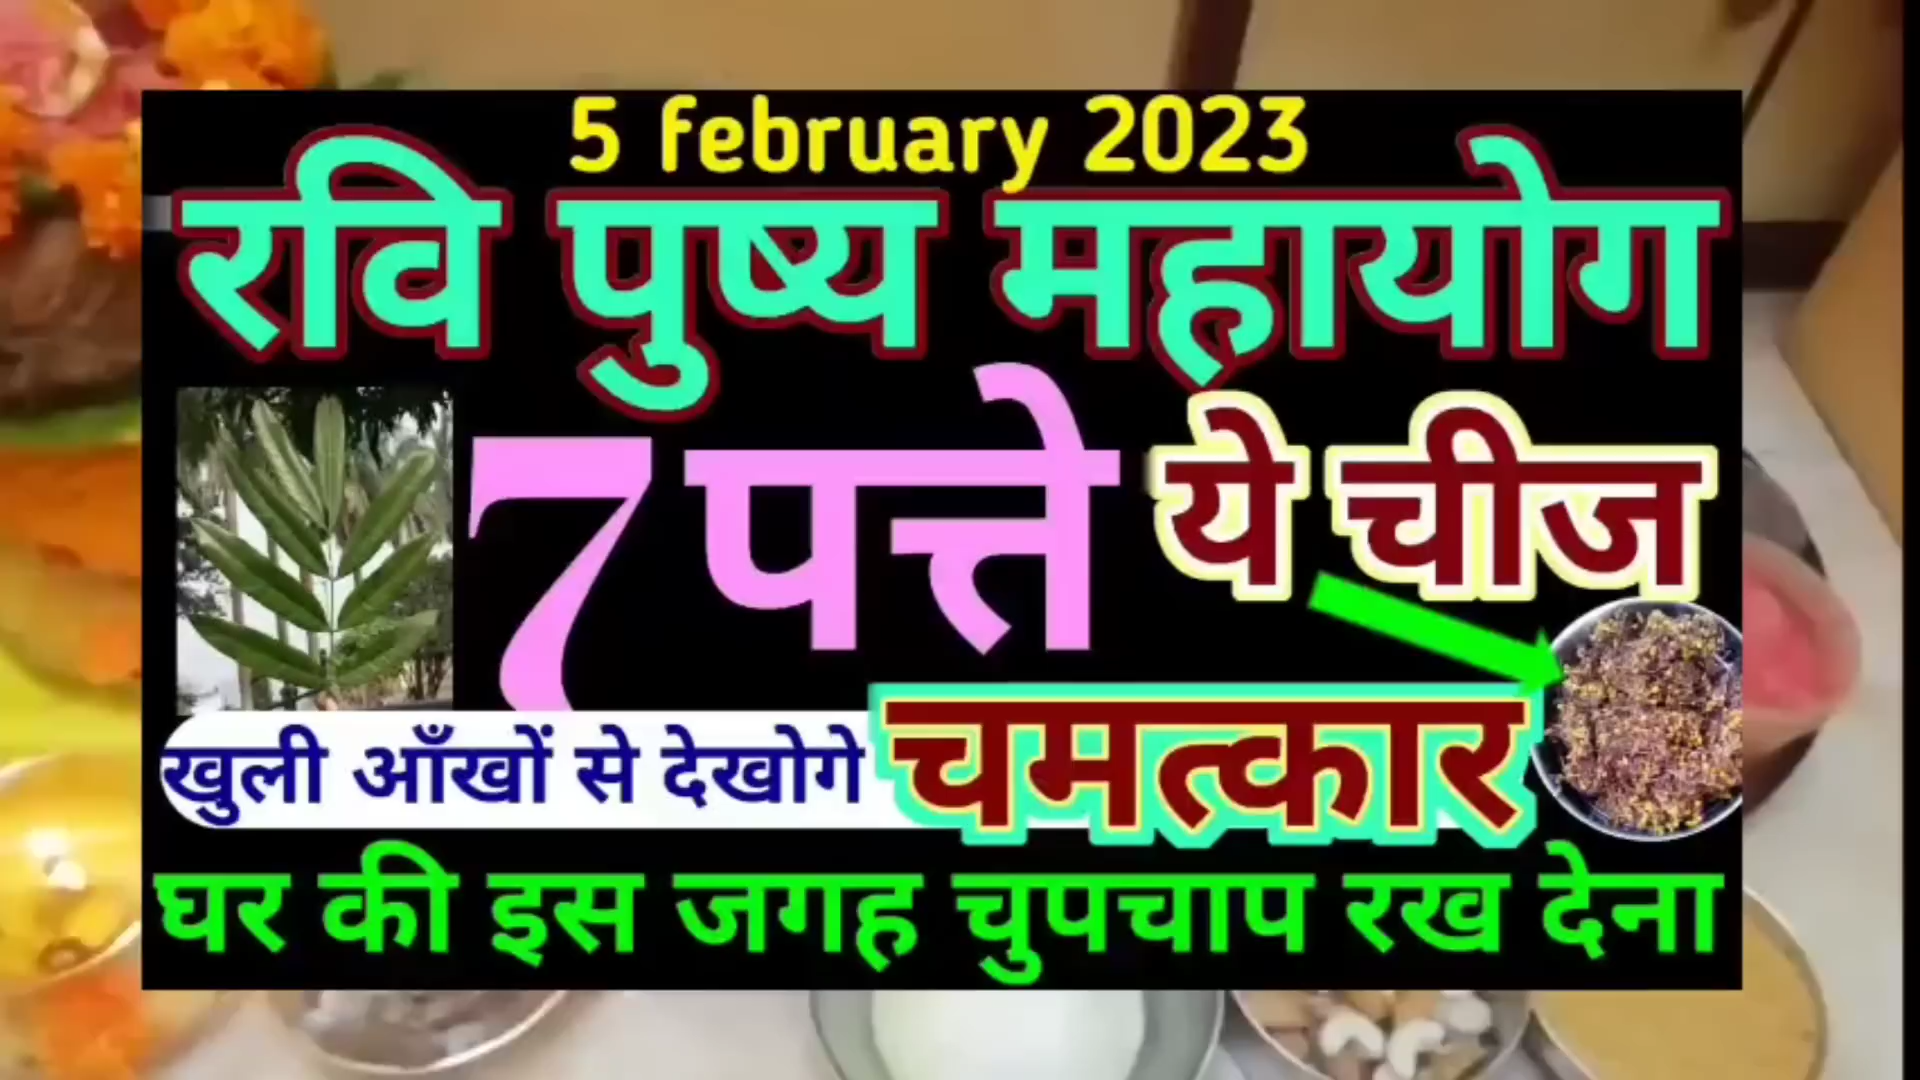 5 february 2023
रवि पुष्य महायोग
7 पत्ते ये चीज
खुली आँखों से देखोगे चमत्कार
घर की इस जगह चुपचाप रख देना